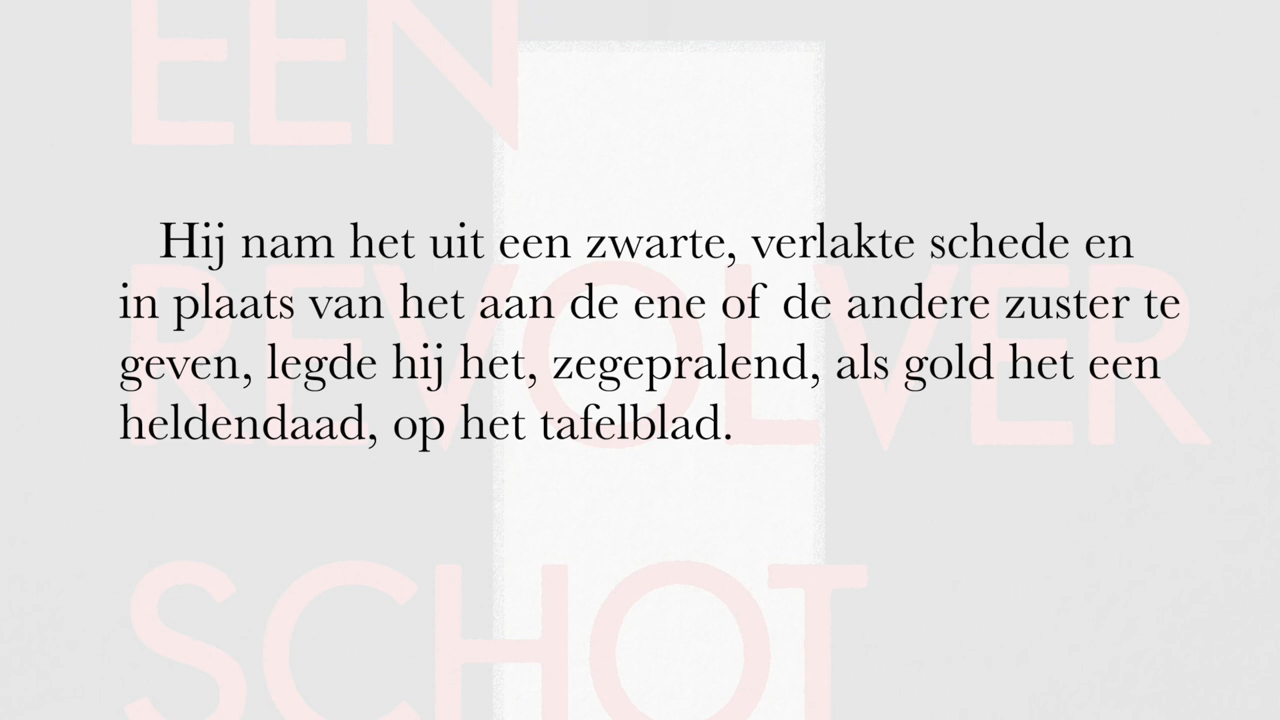 EEN
Hij nam het uit een zwarte, verlakte schede en
REVOLVER
in plaats van het aan de ene of de andere zuster te
geven, legde hij het, zegepralend, als gold het een
heldendaad, op het tafelblad.
SCHOT